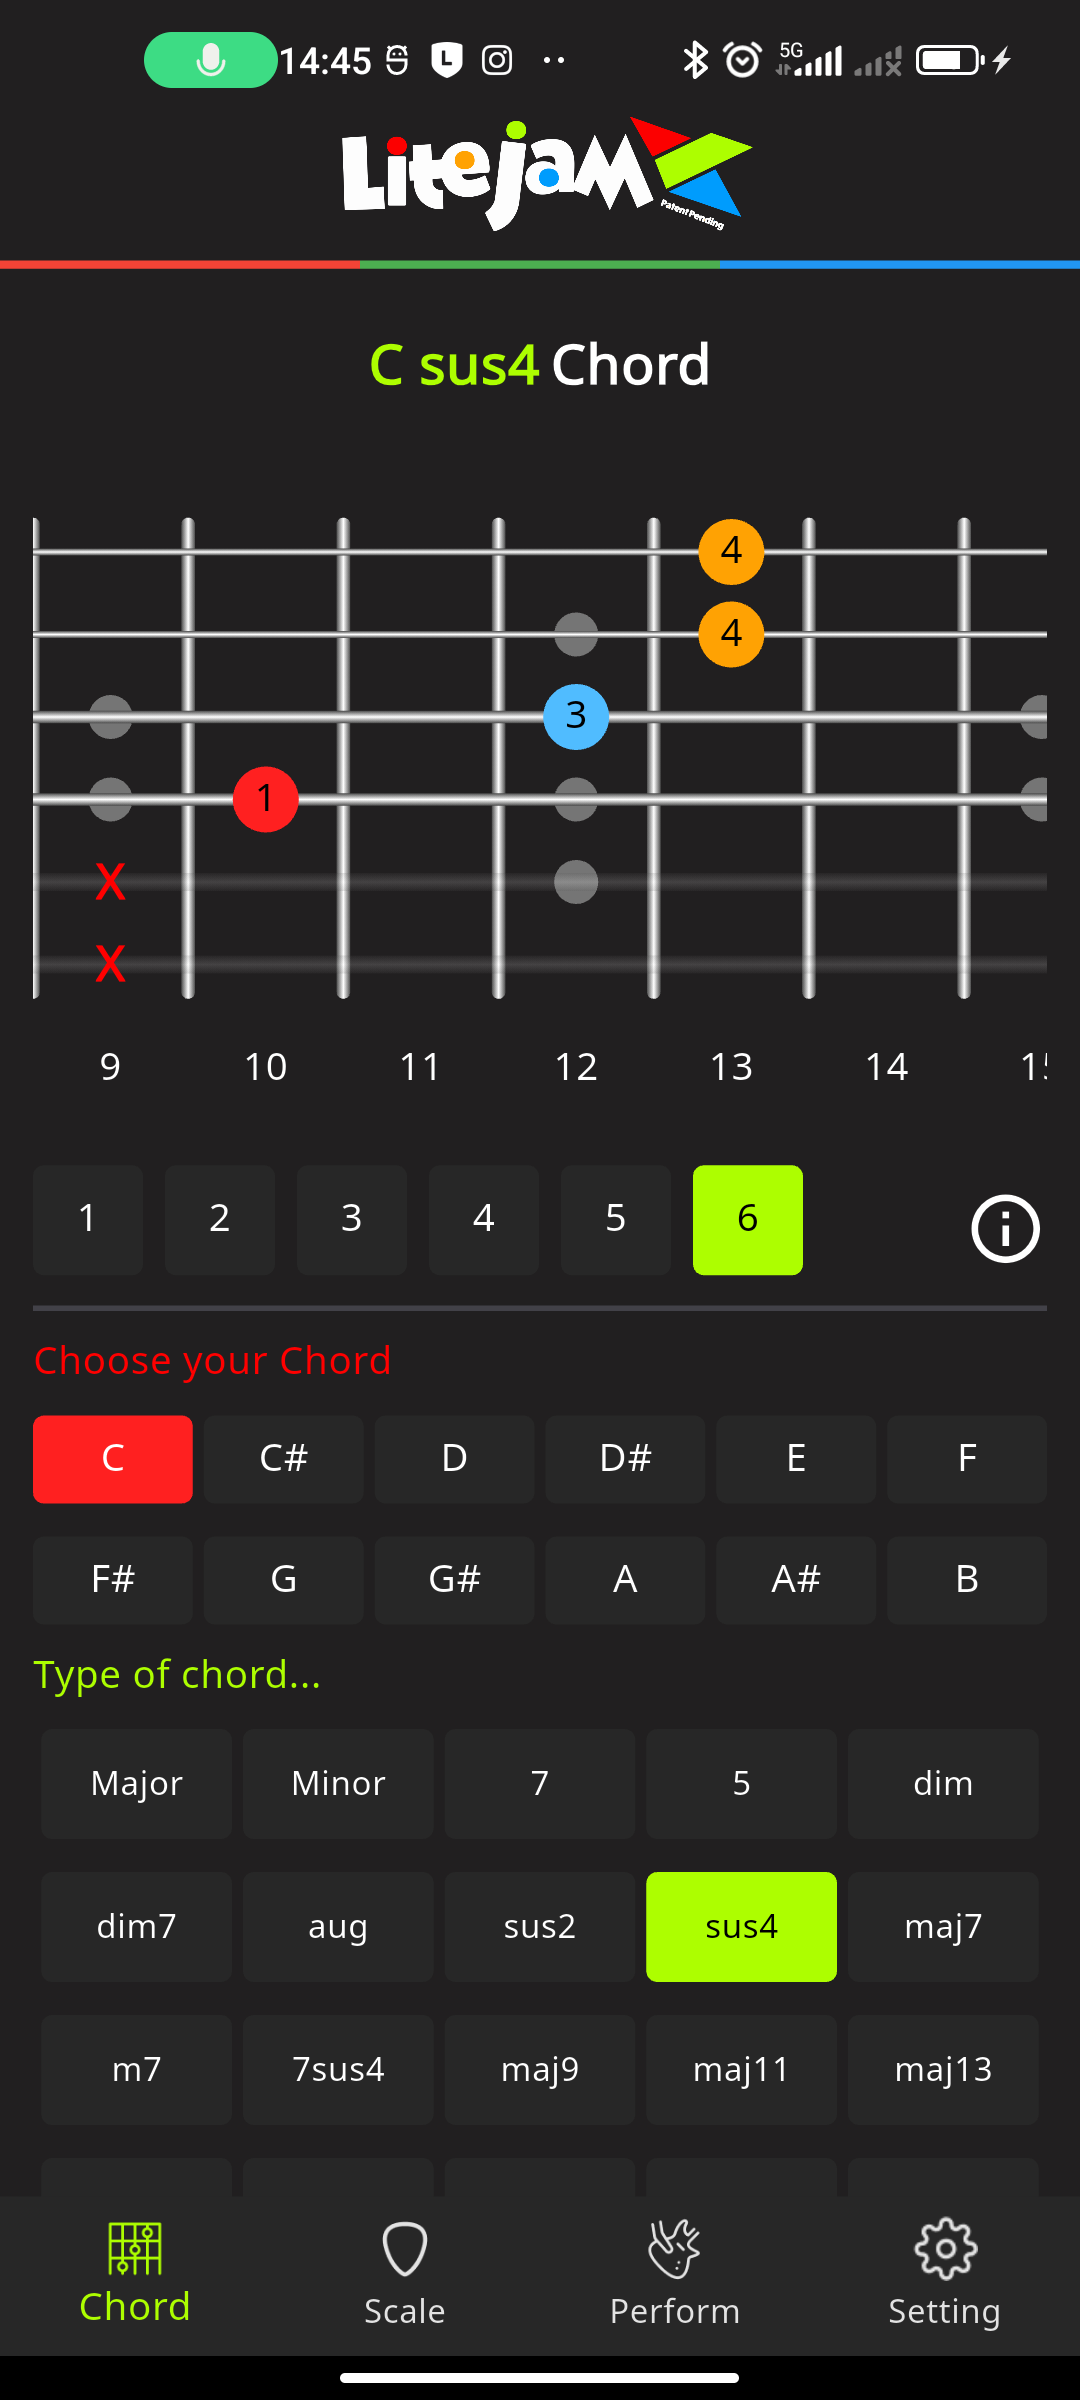 14:45
5G
LiteJam
Patent Pending
C sus4 Chord
4
4
3
1
X
X
9 10 11 12 13 14 15
1 2 3 4 5 6
Choose your Chord
C C# D D# E F
F# G G# A A# B
Type of chord...
Major Minor 7 5 dim
dim7 aug sus2 sus4 maj7
m7 7sus4 maj9 maj11 maj13
Chord Scale Perform Setting